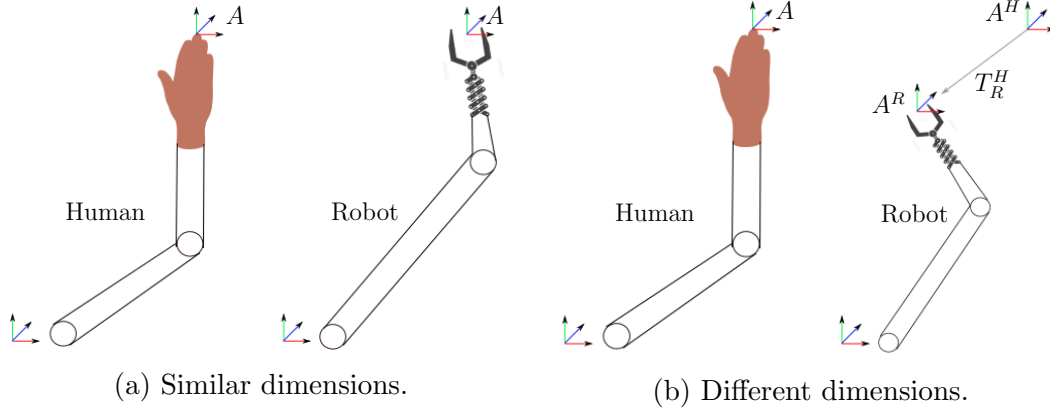 A
A
Human
Robot
(a) Similar dimensions.
A
A^H
T_R^H
A^R
Human
Robot
(b) Different dimensions.